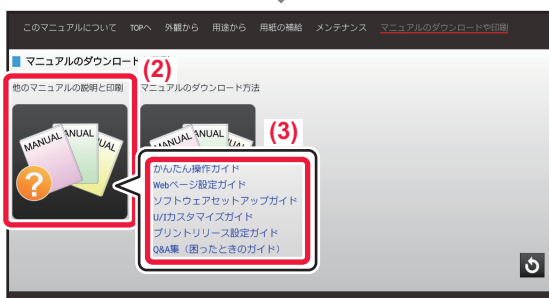 このマニュアルについて TOPへ 外観から 用途から 用紙の補給 メンテナンス マニュアルのダウンロードや印刷
マニュアルのダウンロード
(2)
他のマニュアルの説明と印刷 マニュアルのダウンロード方法
MANUAL MANUAL UAL
MANUAL MANUAL UAL
(3)
かんたん操作ガイド
Webページ設定ガイド
ソフトウェアセットアップガイド
U/Iカスタマイズガイド
プリントリリース設定ガイド
Q&A集（困ったときのガイド）